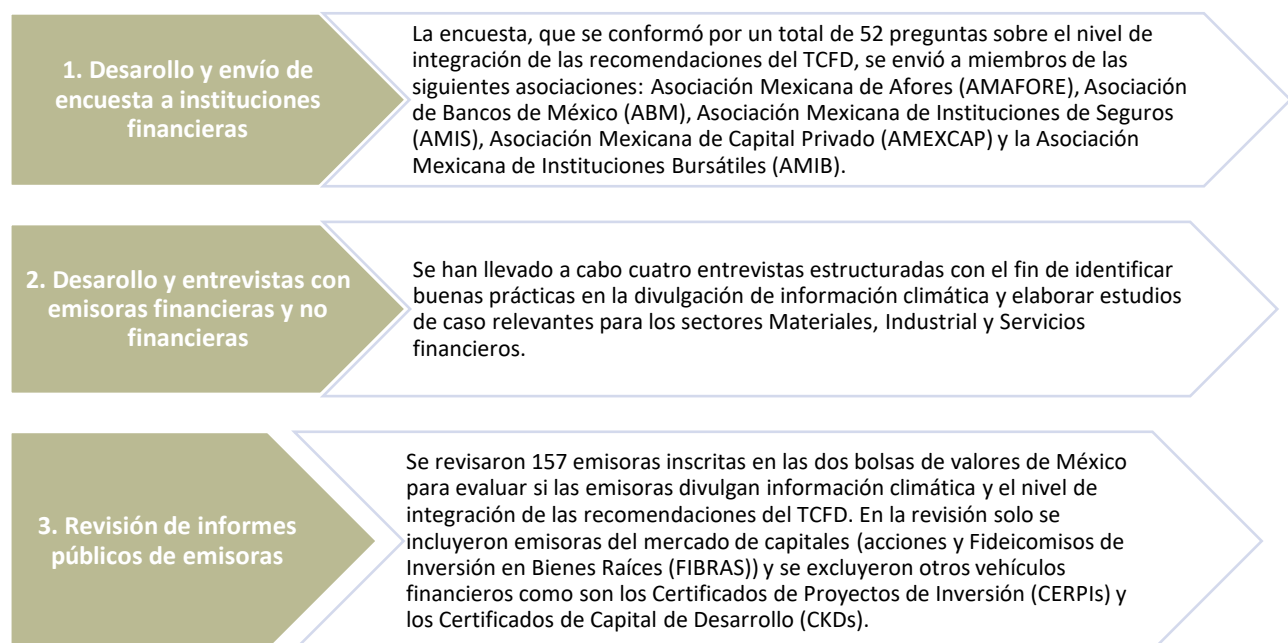 1. Desarollo y envío de
encuesta a instituciones
financieras
La encuesta, que se conformó por un total de 52 preguntas sobre el nivel de
integración de las recomendaciones del TCFD, se envió a miembros de las
siguientes asociaciones: Asociación Mexicana de Afores (AMAFORE), Asociación
de Bancos de México (ABM), Asociación Mexicana de Instituciones de Seguros
(AMIS), Asociación Mexicana de Capital Privado (AMEXCAP) y la Asociación
Mexicana de Instituciones Bursátiles (AMIB).
2. Desarollo y entrevistas con
emisoras financieras y no
financieras
Se han llevado a cabo cuatro entrevistas estructuradas con el fin de identificar
buenas prácticas en la divulgación de información climática y elaborar estudios
de caso relevantes para los sectores Materiales, Industrial y Servicios
financieros.
3. Revisión de informes
públicos de emisoras
Se revisaron 157 emisoras inscritas en las dos bolsas de valores de México
para evaluar si las emisoras divulgan información climática y el nivel de
integración de las recomendaciones del TCFD. En la revisión solo se
incluyeron emisoras del mercado de capitales (acciones y Fideicomisos de
Inversión en Bienes Raíces (FIBRAS)) y se excluyeron otros vehículos
financieros como son los Certificados de Proyectos de Inversión (CERPIs) y
los Certificados de Capital de Desarrollo (CKDs).